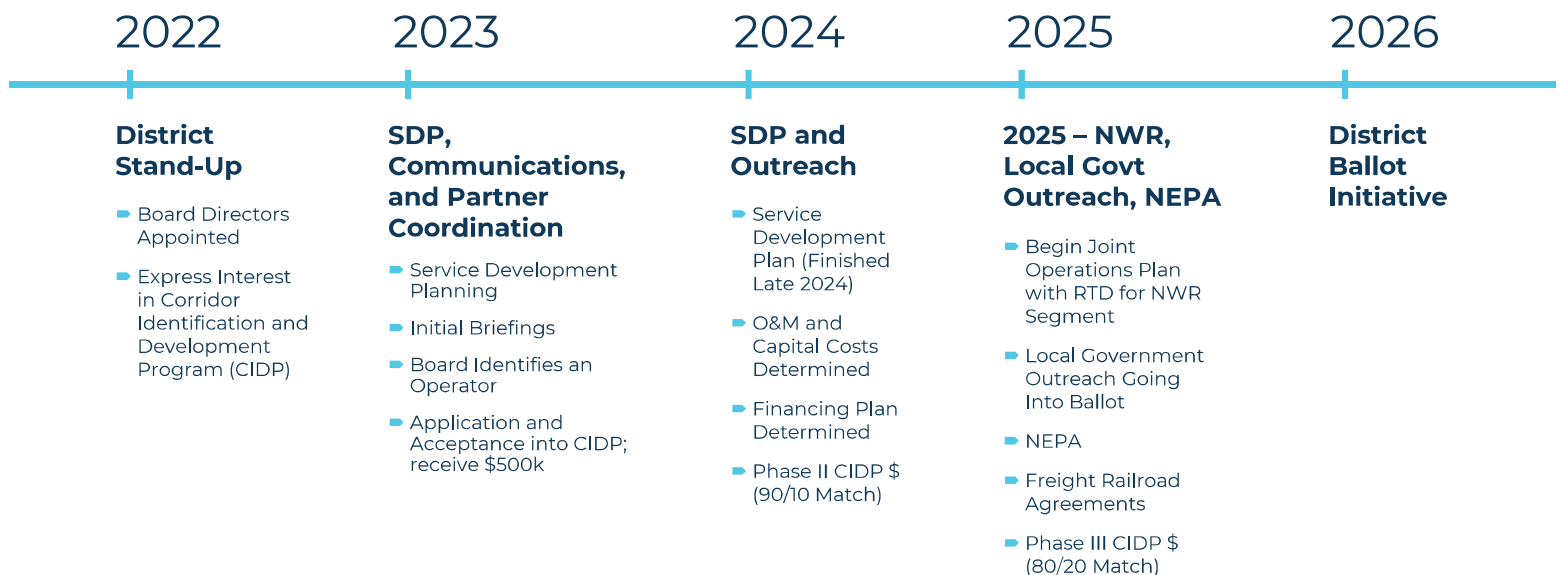 2022
District
Stand-Up
Board Directors
Appointed
Express Interest
in Corridor
Identification and
Development
Program (CIDP)
2023
SDP,
Communications,
and Partner
Coordination
Service Development
Planning
Initial Briefings
Board Identifies an
Operator
Application and
Acceptance into CIDP;
receive $500k
2024
SDP and
Outreach
Service
Development
Plan (Finished
Late 2024)
O&M and
Capital Costs
Determined
Financing Plan
Determined
Phase II CIDP $
(90/10 Match)
2025
2025 – NWR,
Local Govt
Outreach, NEPA
Begin Joint
Operations Plan
with RTD for NWR
Segment
Local Government
Outreach Going
Into Ballot
NEPA
Freight Railroad
Agreements
Phase III CIDP $
(80/20 Match)
2026
District
Ballot
Initiative